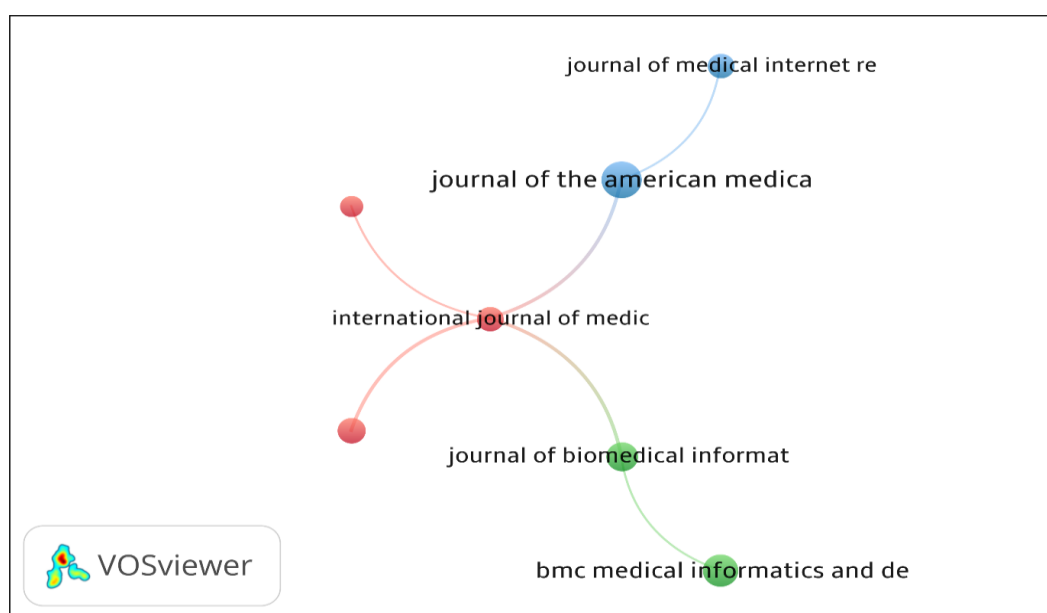 journal of medical internet re
journal of the american medica
international journal of medic
journal of biomedical informat
bmc medical informatics and de
VOSviewer